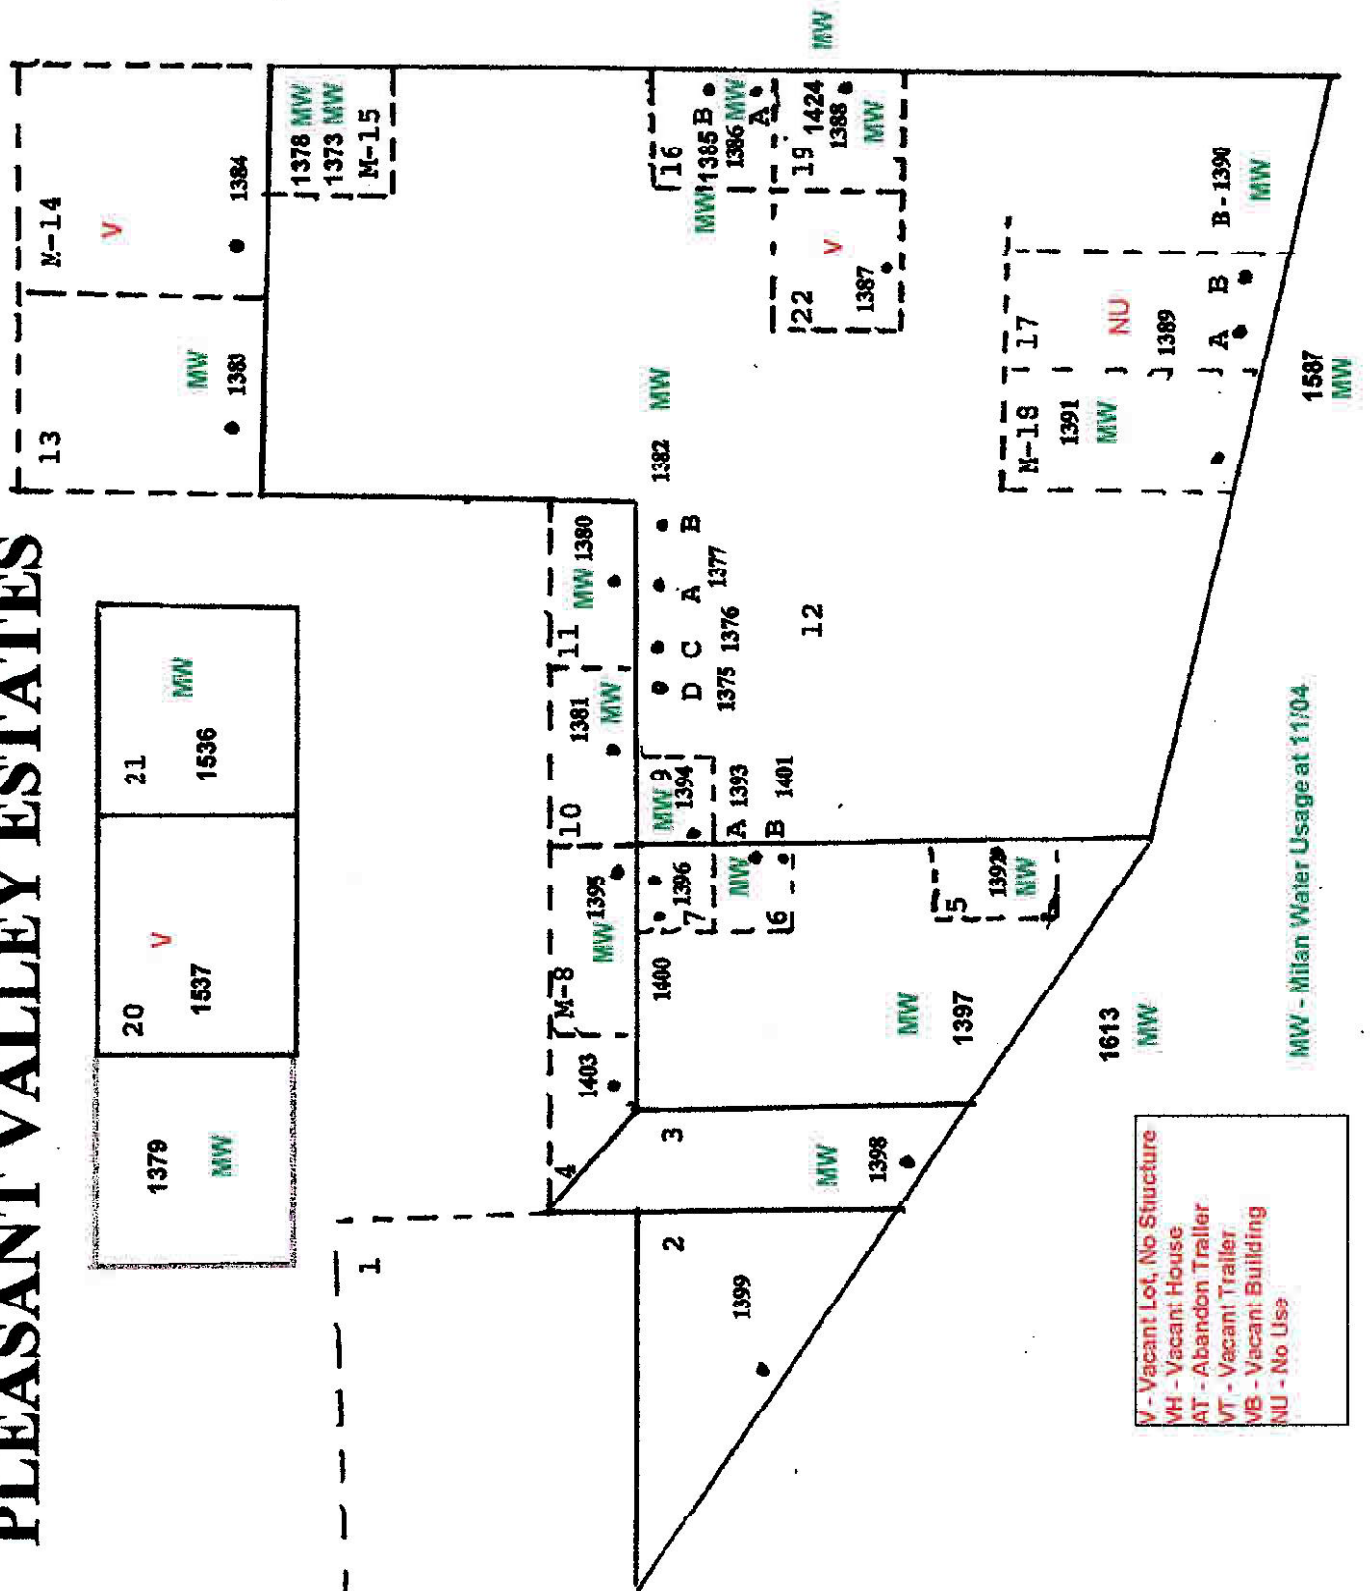 PLEASANT VALLEY ESTATES
1379
MW
20
V
1537
21
MW
1536
13
MW
1383
M-14
V
1384
1378 MW
1373 MW
M-15
1
4
1403
M-8
MW 1395
10
1381
MW
11
MW 1380
2
1399
3
MW
1398
1400
7
1396
MW 9
1394
6
A 1393
B 1401
5
1392
MW
1397
D C A B
1375 1376 1377
12
1382
MW
16
MW 1385 B
1386 MW
A
19
1424
1388
MW
MW
22
V
1387
M-18
1391
MW
17
NU
1389
A B
B-1390
MW
1587
MW
1613
MW
MW - Milan Water Usage at 11/04
V - Vacant Lot, No Structure
VH - Vacant House
AT - Abandon Trailer
VT - Vacant Trailer
VB - Vacant Building
NU - No Use